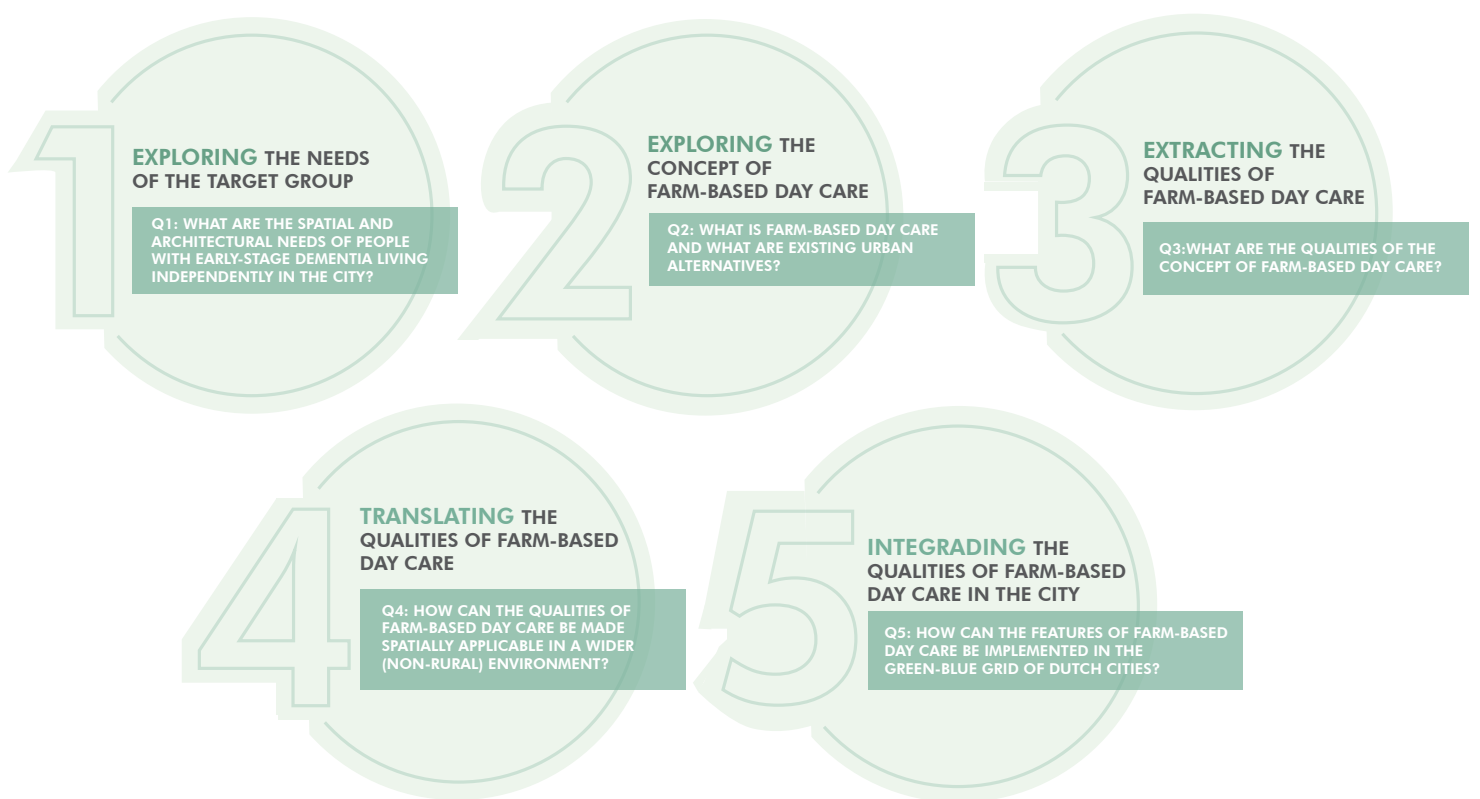 1
EXPLORING THE NEEDS
OF THE TARGET GROUP
Q1: WHAT ARE THE SPATIAL AND
ARCHITECTURAL NEEDS OF PEOPLE
WITH EARLY-STAGE DEMENTIA LIVING
INDEPENDENTLY IN THE CITY?
2
EXPLORING THE
CONCEPT OF
FARM-BASED DAY CARE
Q2: WHAT IS FARM-BASED DAY CARE
AND WHAT ARE EXISTING URBAN
ALTERNATIVES?
3
EXTRACTING THE
QUALITIES OF
FARM-BASED DAY CARE
Q3:WHAT ARE THE QUALITIES OF THE
CONCEPT OF FARM-BASED DAY CARE?
4
TRANSLATING THE
QUALITIES OF FARM-BASED
DAY CARE
Q4: HOW CAN THE QUALITIES OF
FARM-BASED DAY CARE BE MADE
SPATIALLY APPLICABLE IN A WIDER
(NON-RURAL) ENVIRONMENT?
5
INTEGRADING THE
QUALITIES OF FARM-BASED
DAY CARE IN THE CITY
Q5: HOW CAN THE FEATURES OF FARM-BASED
DAY CARE BE IMPLEMENTED IN THE
GREEN-BLUE GRID OF DUTCH CITIES?